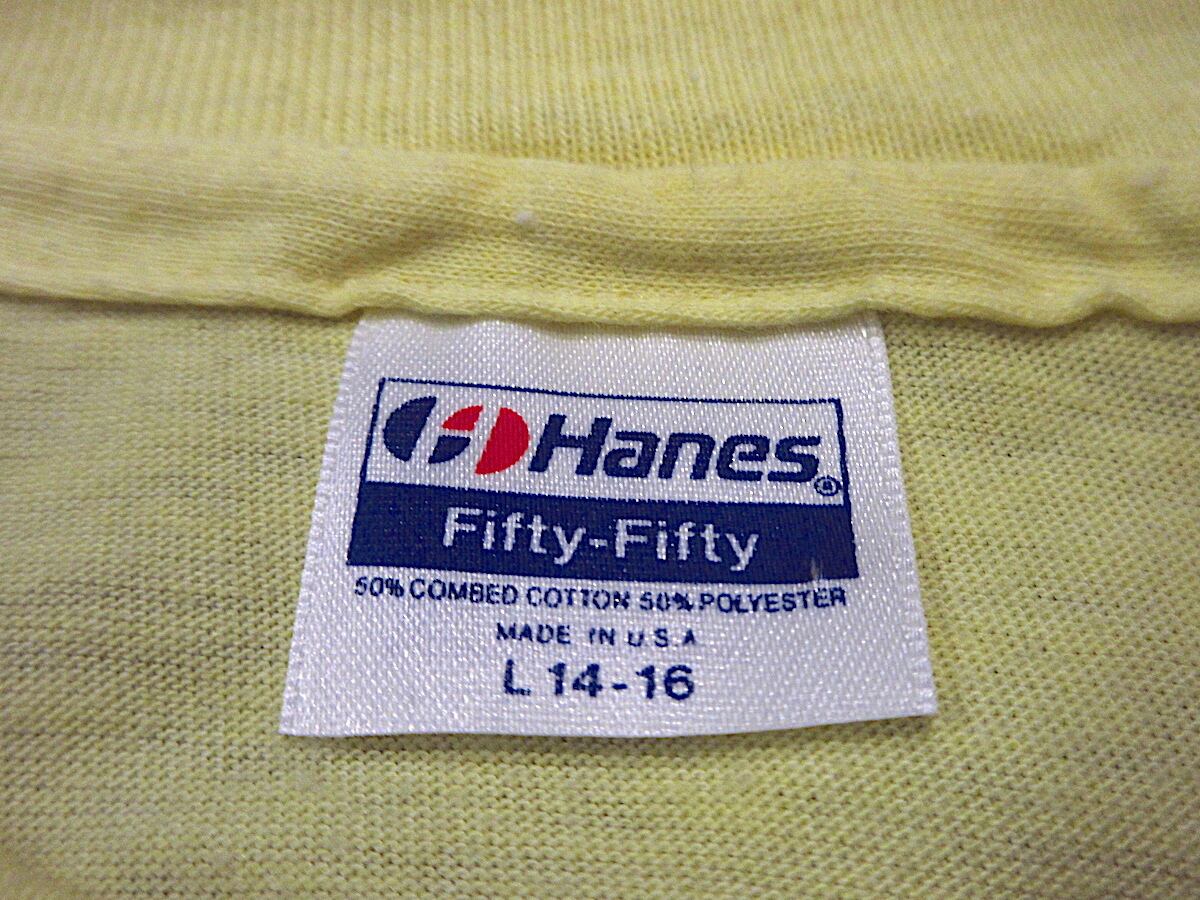 Hanes®
Fifty-Fifty
50% COMBED COTTON 50% POLYESTER
MADE IN U.S.A
L 14-16